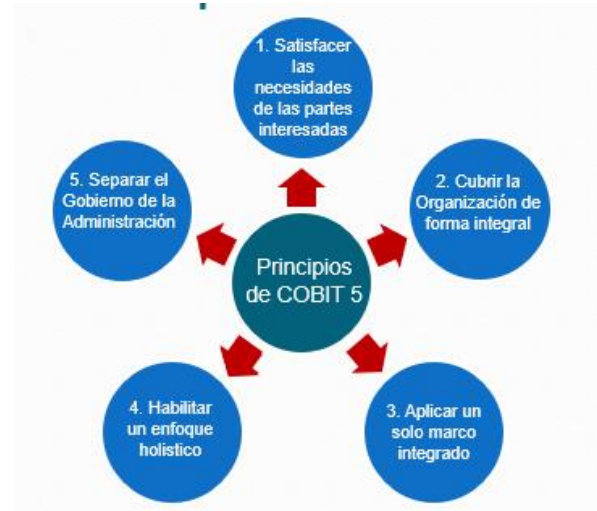 1. Satisfacer
las
necesidades
de las partes
interesadas
2. Cubrir la
Organización de
forma integral
3. Aplicar un
solo marco
integrado
4. Habilitar
un enfoque
holistico
5. Separar el
Gobierno de la
Administración
Principios
de COBIT 5